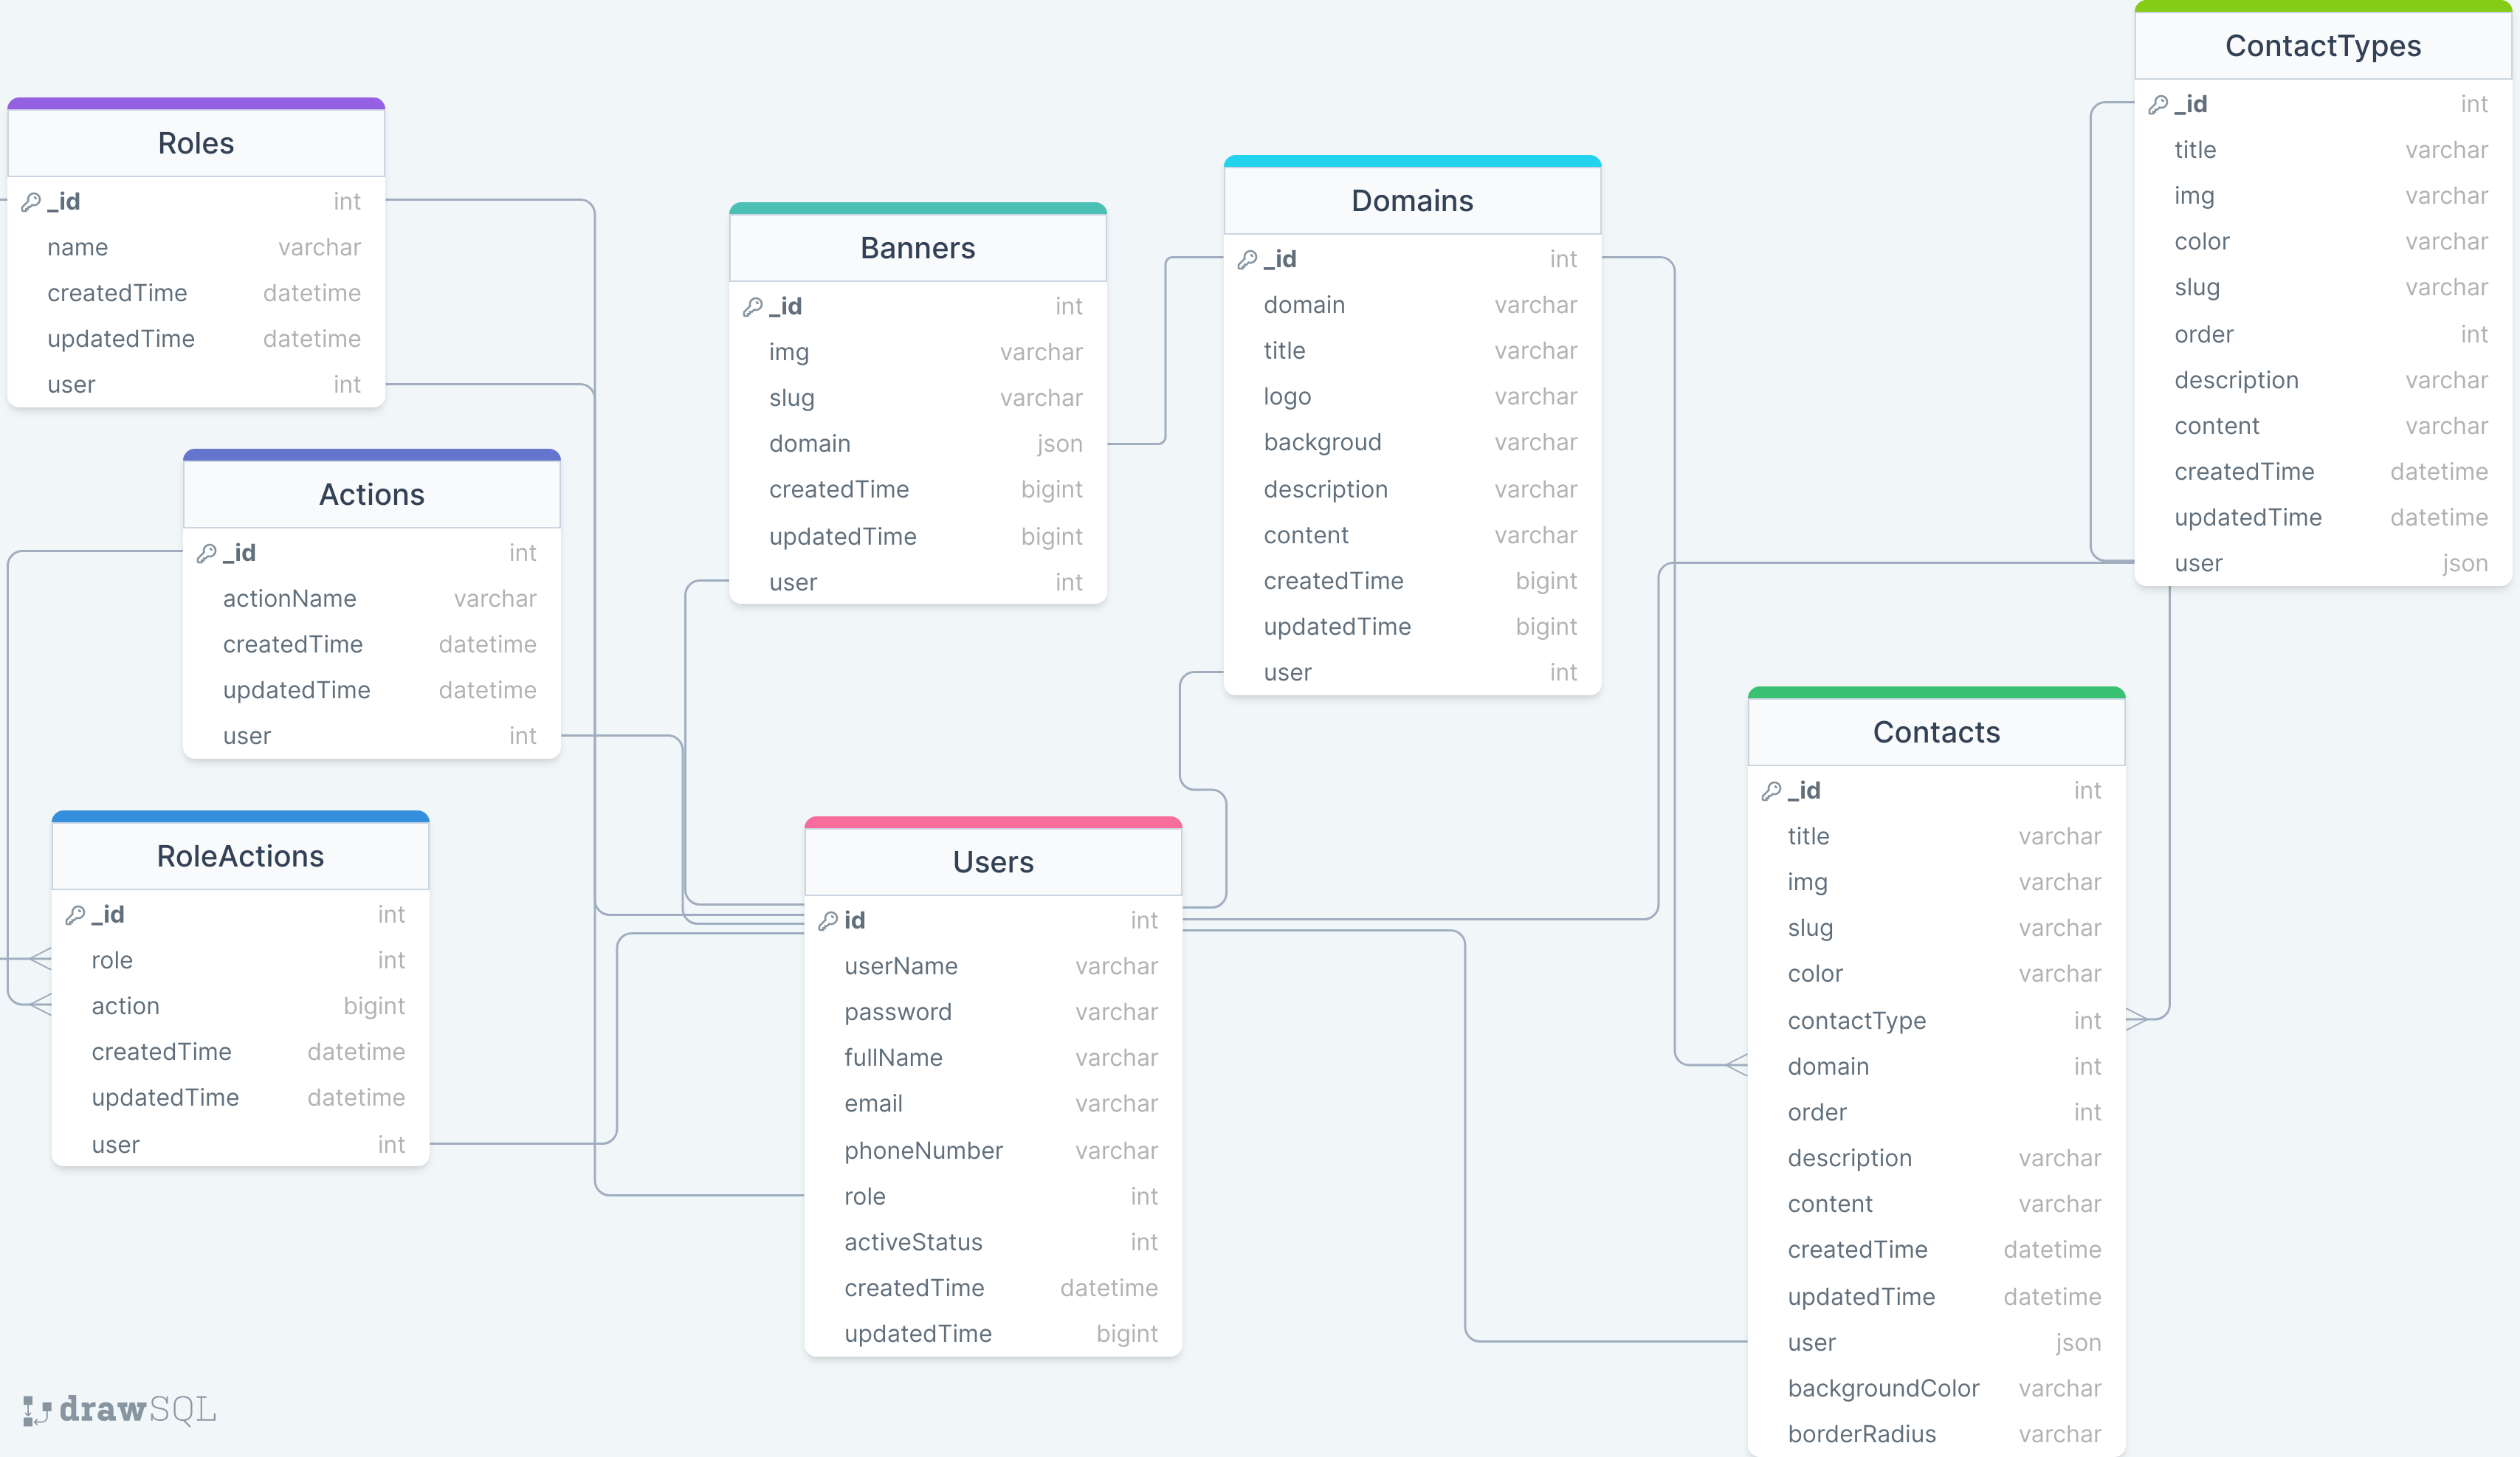 Roles
_id int
name varchar
createdTime datetime
updatedTime datetime
user int
Actions
_id int
actionName varchar
createdTime datetime
updatedTime datetime
user int
RoleActions
_id int
role int
action bigint
createdTime datetime
updatedTime datetime
user int
Banners
_id int
img varchar
slug varchar
domain json
createdTime bigint
updatedTime bigint
user int
Users
id int
userName varchar
password varchar
fullName varchar
email varchar
phoneNumber varchar
role int
activeStatus int
createdTime datetime
updatedTime bigint
Domains
_id int
domain varchar
title varchar
logo varchar
backgroud varchar
description varchar
content varchar
createdTime bigint
updatedTime bigint
user int
ContactTypes
_id int
title varchar
img varchar
color varchar
slug varchar
order int
description varchar
content varchar
createdTime datetime
updatedTime datetime
user json
Contacts
_id int
title varchar
img varchar
slug varchar
color varchar
contactType int
domain int
order int
description varchar
content varchar
createdTime datetime
updatedTime datetime
user json
backgroundColor varchar
borderRadius varchar
drawSQL